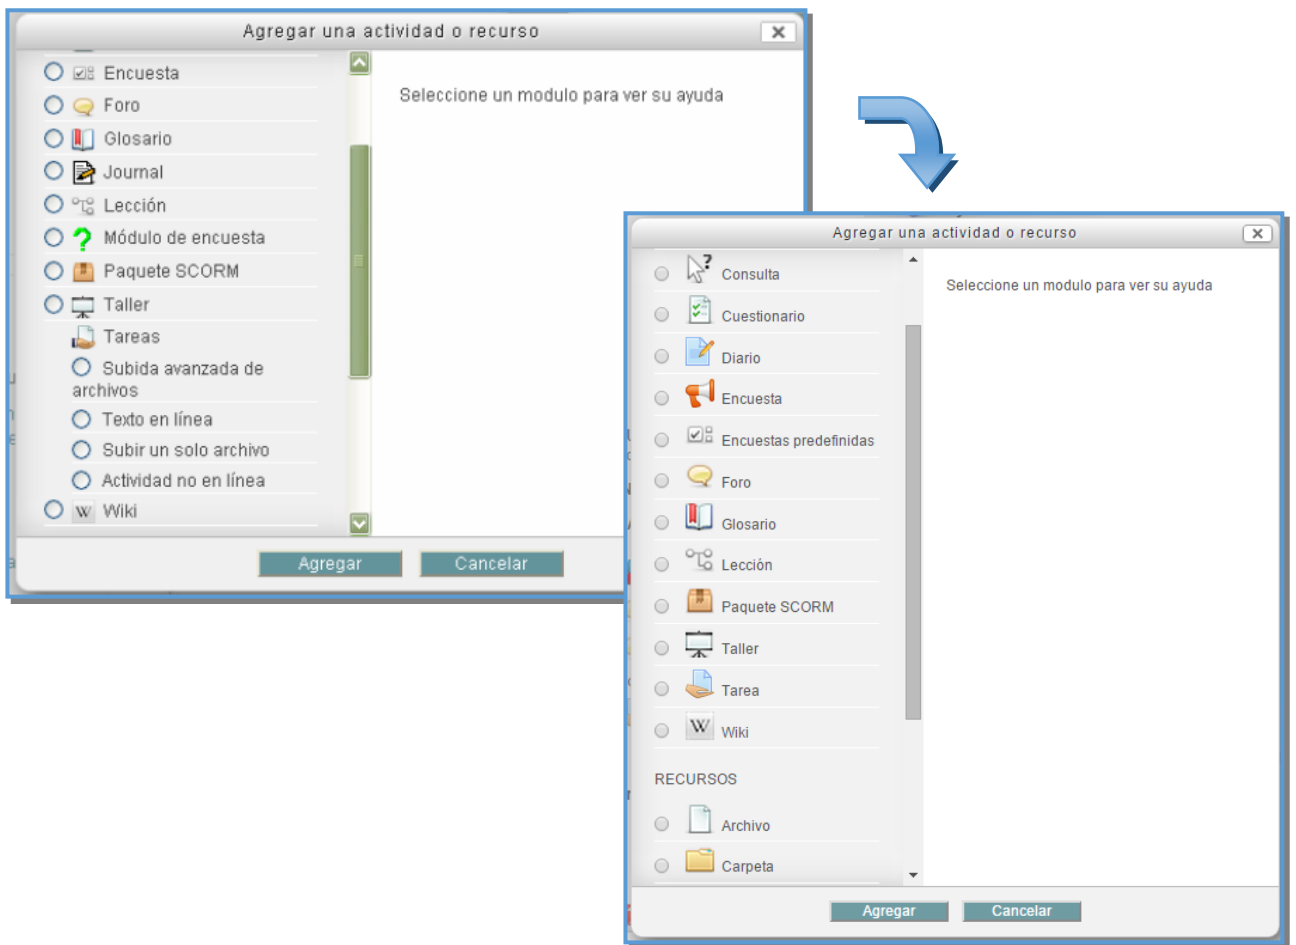 Agregar una actividad o recurso
Encuesta
Foro
Glosario
Journal
Lección
Módulo de encuesta
Paquete SCORM
Taller
Tareas
Subida avanzada de
archivos
Texto en línea
Subir un solo archivo
Actividad no en línea
W Wiki
Seleccione un modulo para ver su ayuda
Agregar
Cancelar
Agregar una actividad o recurso
Consulta
Cuestionario
Diario
Encuesta
Encuestas predefinidas
Foro
Glosario
Lección
Paquete SCORM
Taller
Tarea
W Wiki
RECURSOS
Archivo
Carpeta
Seleccione un modulo para ver su ayuda
Agregar
Cancelar